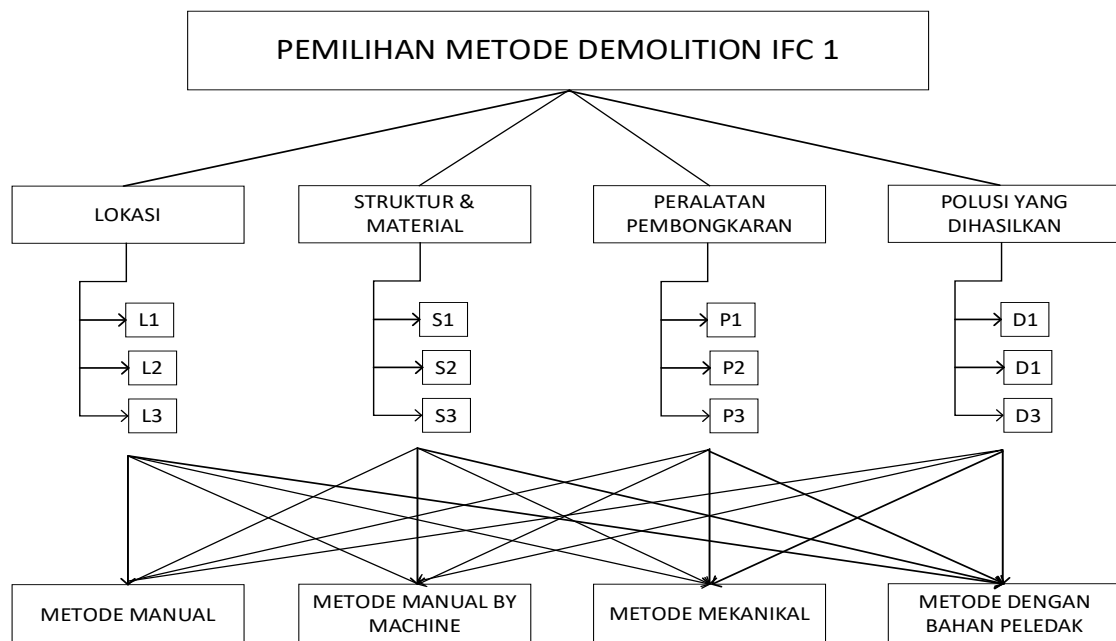 PEMILIHAN METODE DEMOLITION IFC 1
LOKASI
STRUKTUR &
MATERIAL
PERALATAN
PEMBONGKARAN
POLUSI YANG
DIHASILKAN
L1
S1
P1
D1
L2
S2
P2
D1
L3
S3
P3
D3
METODE MANUAL
METODE MANUAL BY
MACHINE
METODE MEKANIKAL
METODE DENGAN
BAHAN PELEDAK